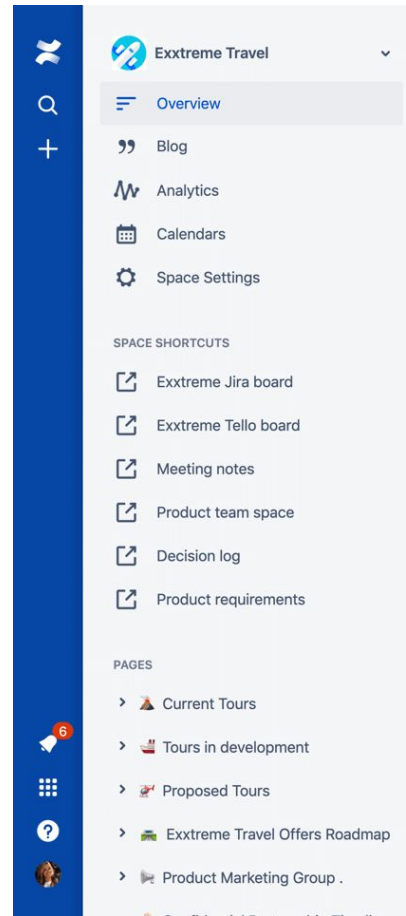 Exxtreme Travel
Overview
Blog
Analytics
Calendars
Space Settings
SPACE SHORTCUTS
Exxtreme Jira board
Exxtreme Tello board
Meeting notes
Product team space
Decision log
Product requirements
PAGES
Current Tours
6
Tours in development
Proposed Tours
Exxtreme Travel Offers Roadmap
Product Marketing Group .